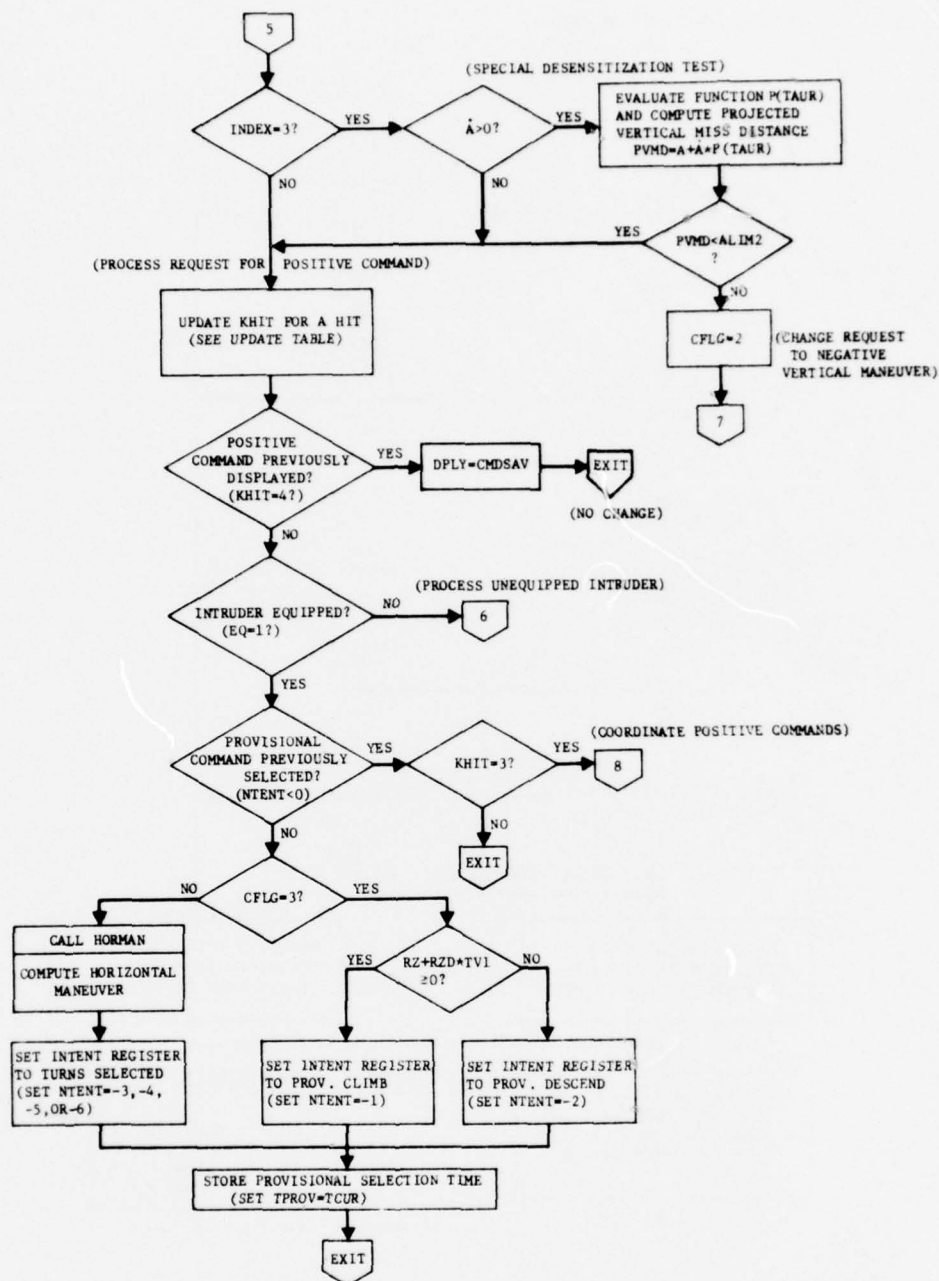 5
(SPECIAL DESENSITIZATION TEST)
INDEX=3?
YES
Ȧ>0?
YES
EVALUATE FUNCTION P(TAUR)
AND COMPUTE PROJECTED
VERTICAL MISS DISTANCE
PVMD=A+Ȧ*P(TAUR)
NO
NO
YES
PVMD<ALIM2
?
(PROCESS REQUEST FOR POSITIVE COMMAND)
NO
UPDATE KHIT FOR A HIT
(SEE UPDATE TABLE)
CFLG=2
(CHANGE REQUEST
TO NEGATIVE
VERTICAL MANEUVER)
7
POSITIVE
COMMAND PREVIOUSLY
DISPLAYED?
(KHIT=4?)
YES
DPLY=CMDSAV
EXIT
(NO CHANGE)
NO
(PROCESS UNEQUIPPED INTRUDER)
INTRUDER EQUIPPED?
(EQ=1?)
NO
6
YES
PROVISIONAL
COMMAND PREVIOUSLY
SELECTED?
(NTENT<0)
YES
KHIT=3?
YES
(COORDINATE POSITIVE COMMANDS)
8
NO
NO
EXIT
NO
CFLG=3?
YES
CALL HORMAN
COMPUTE HORIZONTAL
MANEUVER
YES
RZ+RZD*TV1
≥0?
NO
SET INTENT REGISTER
TO TURNS SELECTED
(SET NTENT=-3,-4,
-5,OR-6)
SET INTENT REGISTER
TO PROV. CLIMB
(SET NTENT=-1)
SET INTENT REGISTER
TO PROV. DESCEND
(SET NTENT=-2)
STORE PROVISIONAL SELECTION TIME
(SET TPROV=TCUR)
EXIT